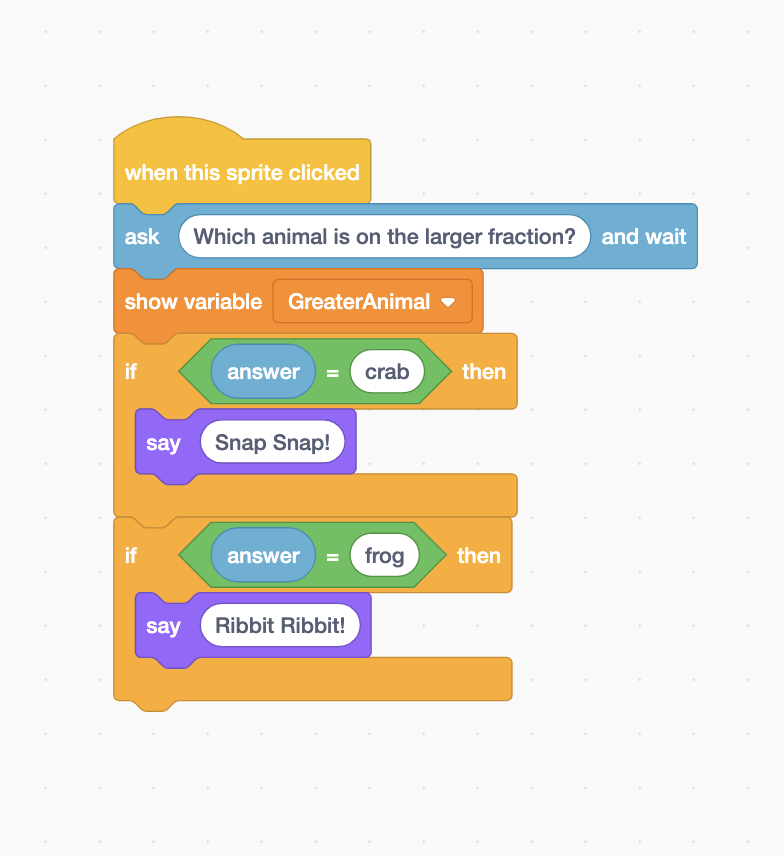 when this sprite clicked
ask Which animal is on the larger fraction? and wait
show variable GreaterAnimal
if answer = crab then
say Snap Snap!
if answer = frog then
say Ribbit Ribbit!